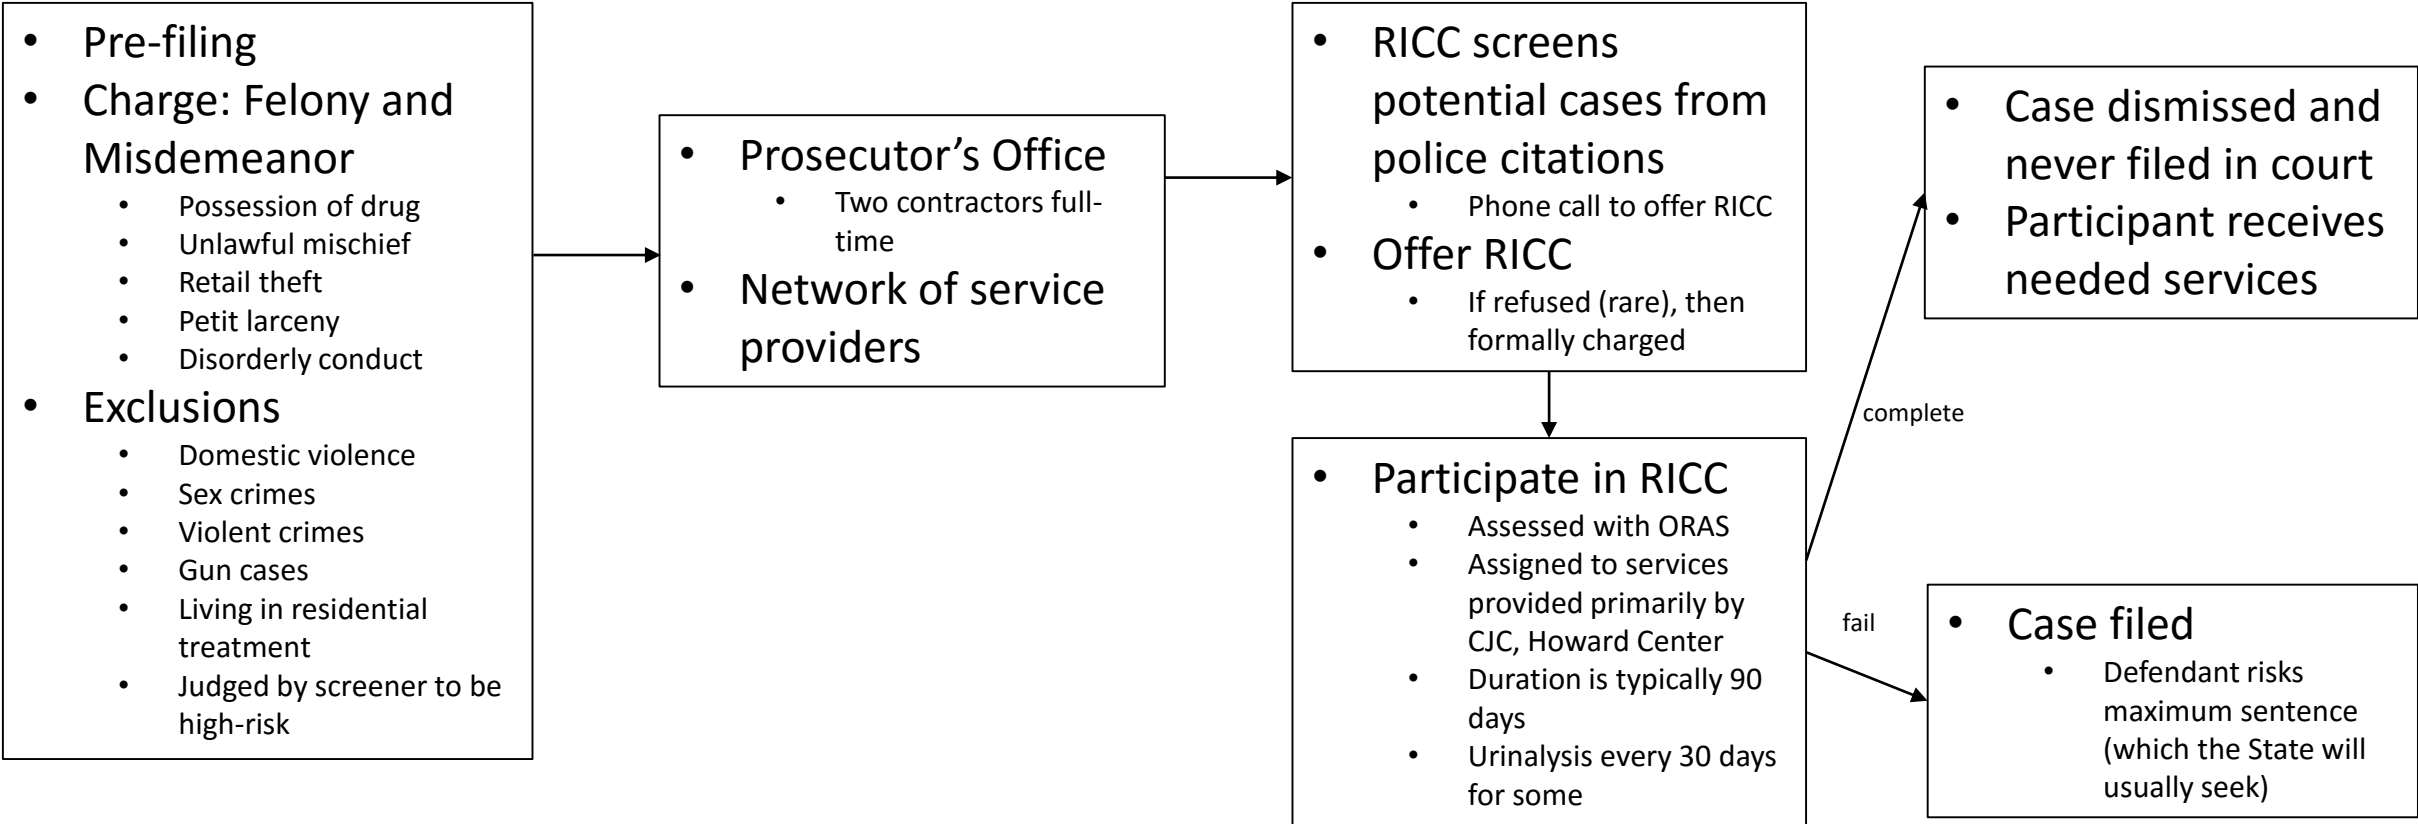 • Pre-filing
• Charge: Felony and
Misdemeanor
• Possession of drug
• Unlawful mischief
• Retail theft
• Petit larceny
• Disorderly conduct
• Exclusions
• Domestic violence
• Sex crimes
• Violent crimes
• Gun cases
• Living in residential
treatment
• Judged by screener to be
high-risk
• Prosecutor’s Office
• Two contractors full-
time
• Network of service
providers
• RICC screens
potential cases from
police citations
• Phone call to offer RICC
• Offer RICC
• If refused (rare), then
formally charged
• Participate in RICC
• Assessed with ORAS
• Assigned to services
provided primarily by
CJC, Howard Center
• Duration is typically 90
days
• Urinalysis every 30 days
for some
complete
• Case dismissed and
never filed in court
• Participant receives
needed services
fail
• Case filed
• Defendant risks
maximum sentence
(which the State will
usually seek)